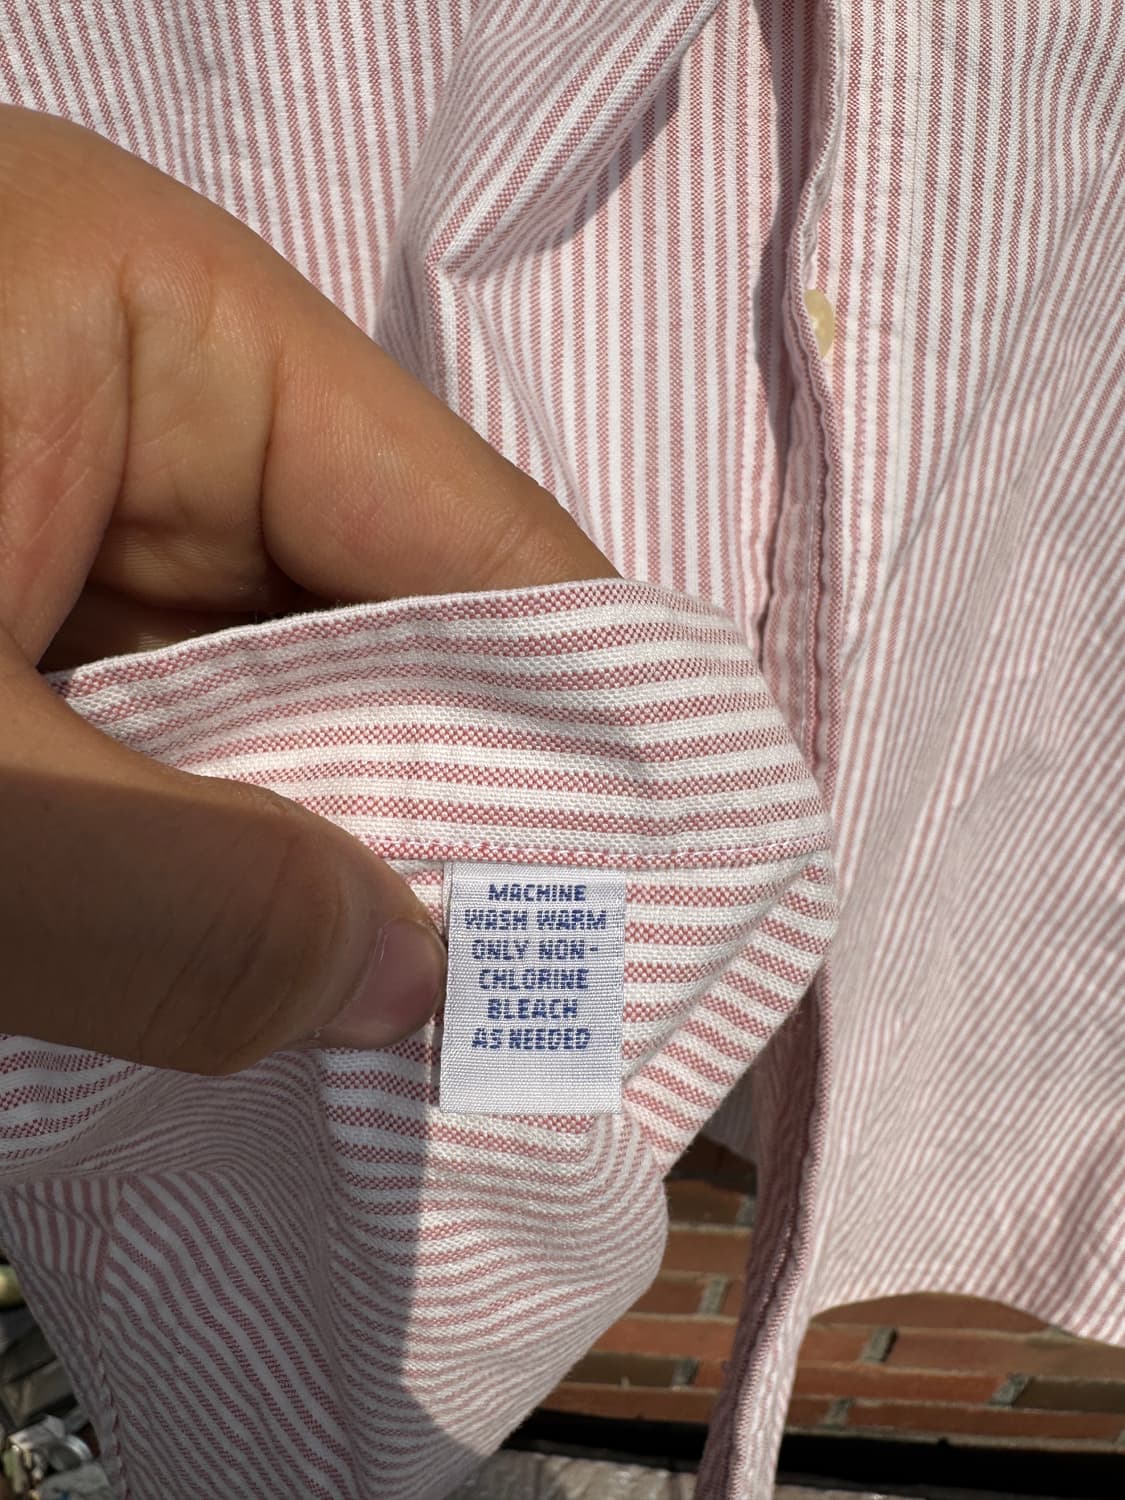 MACHINE
WASH WARM
ONLY NON-
CHLORINE
BLEACH
AS NEEDED